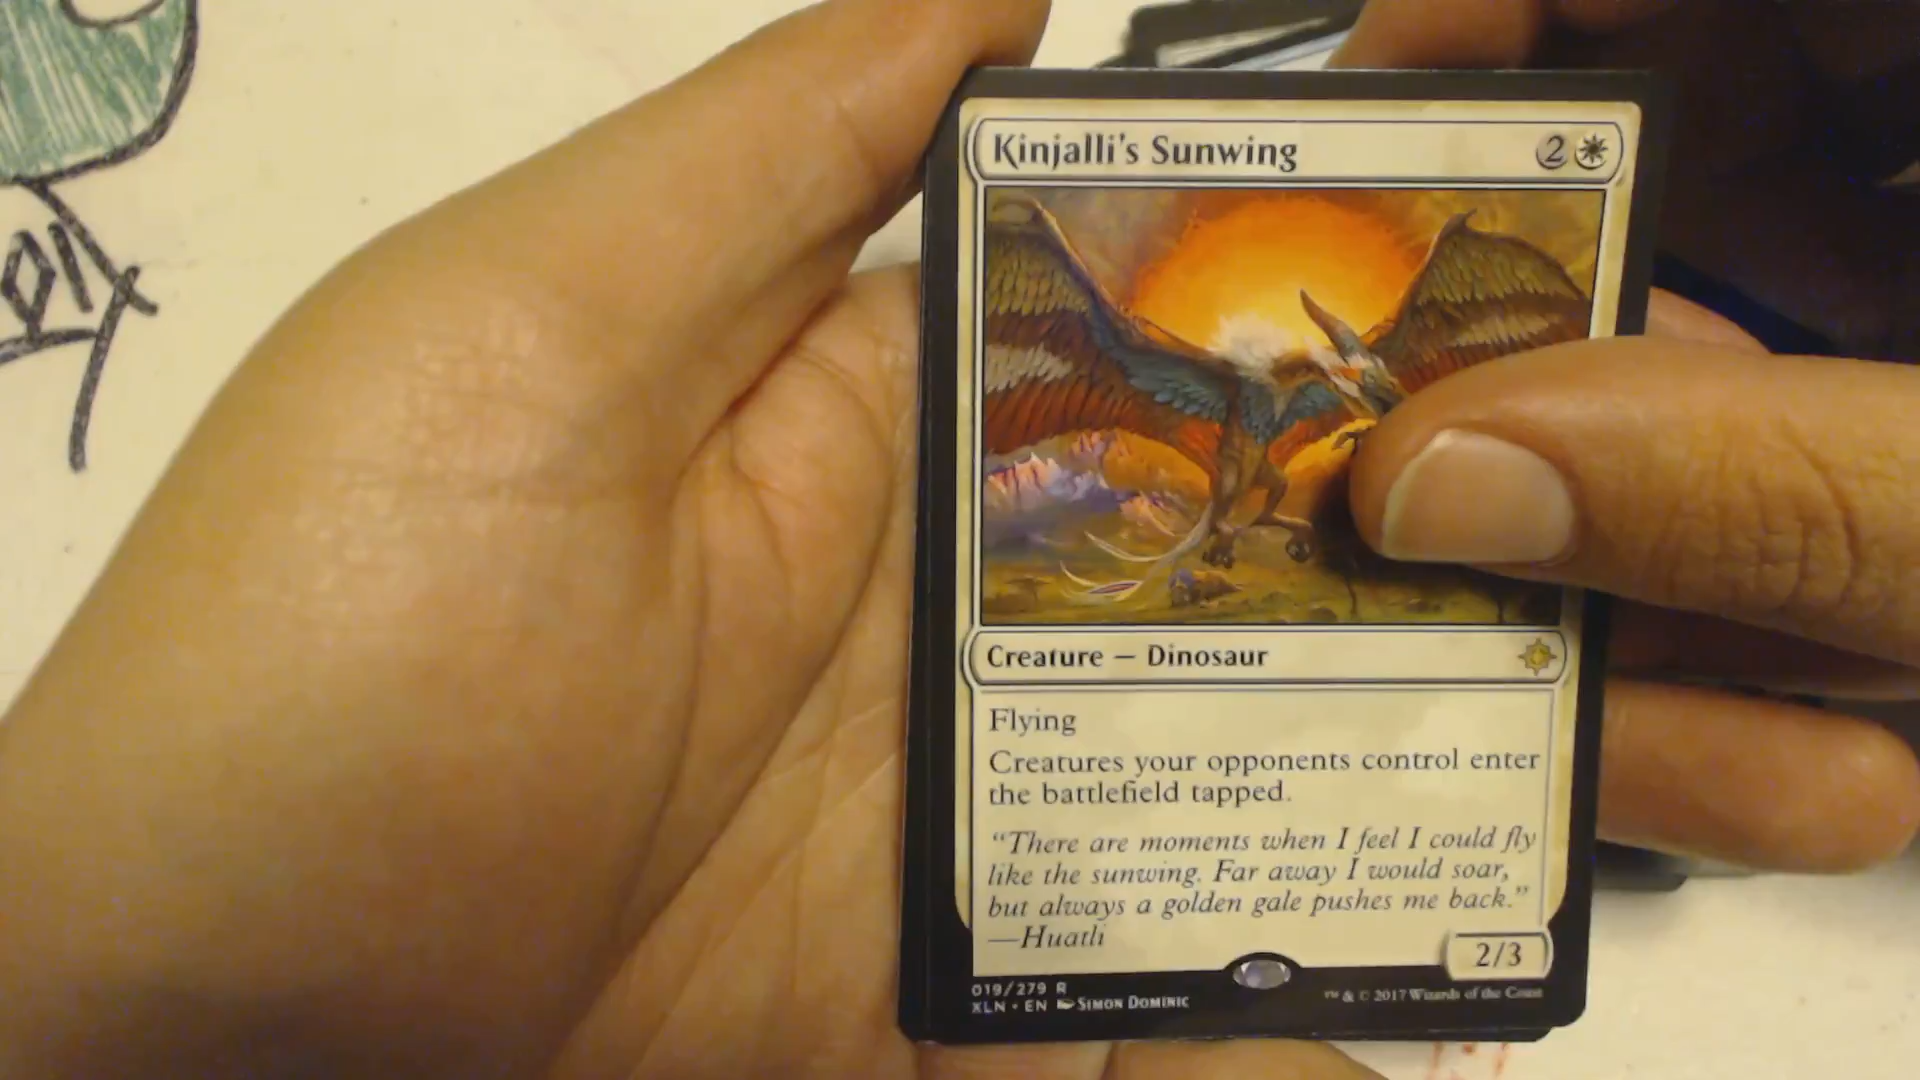 Kinjalli's Sunwing 2
Creature — Dinosaur
Flying
Creatures your opponents control enter
the battlefield tapped.
“There are moments when I feel I could fly
like the sunwing. Far away I would soar,
but always a golden gale pushes me back.”
—Huatli
2/3
019/279 R
XLN • EN SIMON DOMINIC
™ & © 2017 Wizards of the Coast